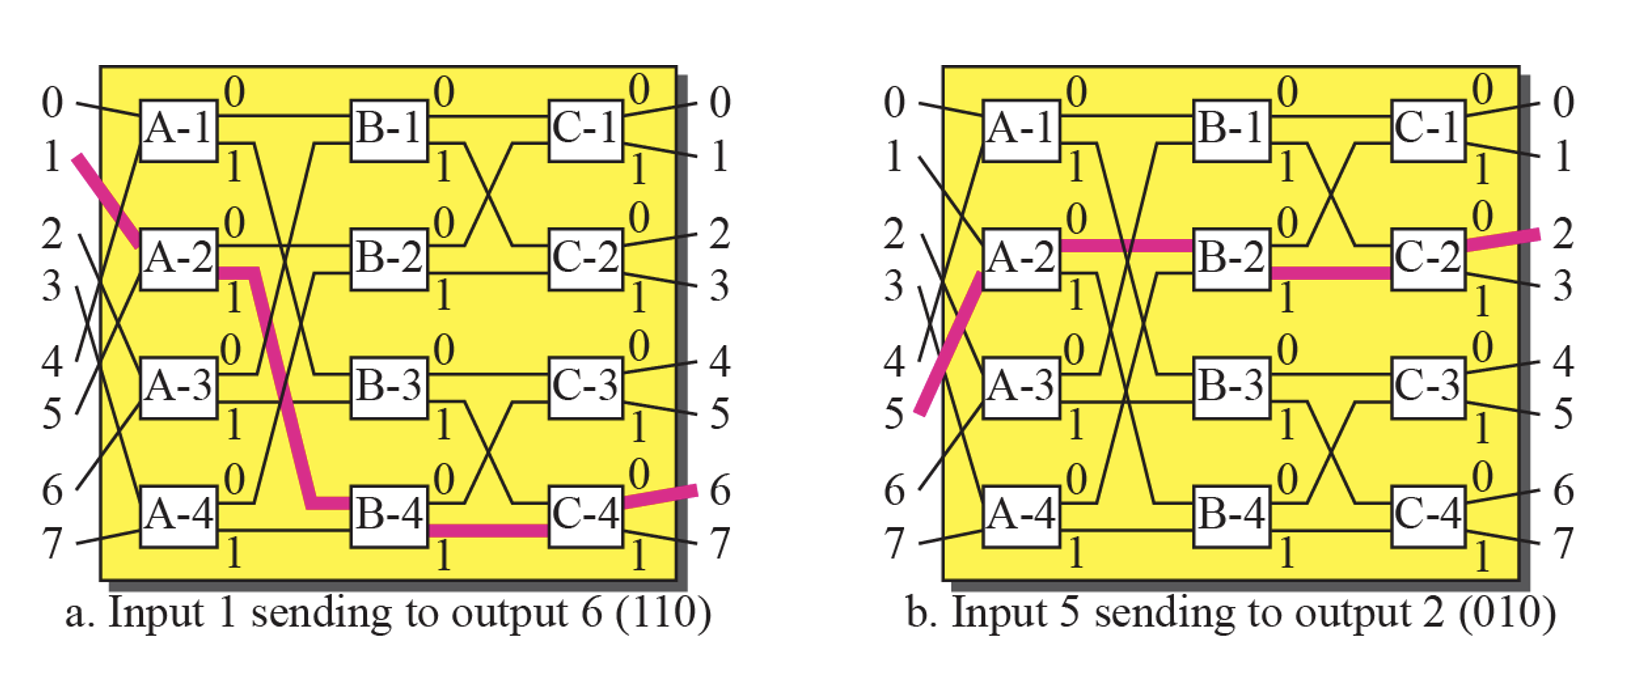 0 A-1 0 B-1 0 C-1 0 0
1 1 1 1 1
2 A-2 0 B-2 0 C-2 0 2
3 1 1 1 3
4 A-3 0 B-3 0 C-3 0 4
5 1 1 1 5
6 A-4 0 B-4 0 C-4 0 6
7 1 1 1 7
a. Input 1 sending to output 6 (110)
0 A-1 0 B-1 0 C-1 0 0
1 1 1 1 1
2 A-2 0 B-2 0 C-2 0 2
3 1 1 1 3
4 A-3 0 B-3 0 C-3 0 4
5 1 1 1 5
6 A-4 0 B-4 0 C-4 0 6
7 1 1 1 7
b. Input 5 sending to output 2 (010)